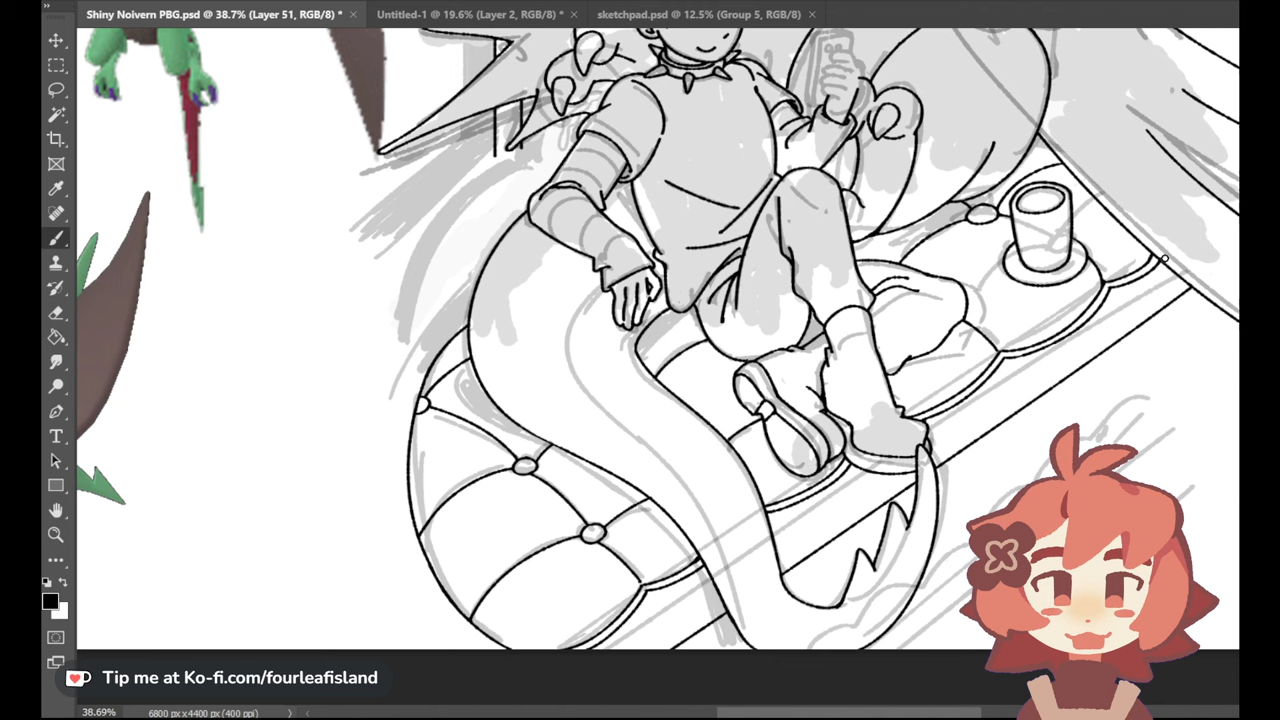 Shiny Noivern PBG.psd @ 38.7% (Layer 51, RGB/8) * Untitled-1 @ 19.6% (Layer 2, RGB/8) * sketchpad.psd @ 12.5% (Group 5, RGB/8)
Tip me at Ko-fi.com/fourleafisland
38.69% 6800 px x 4400 px (400 ppi)